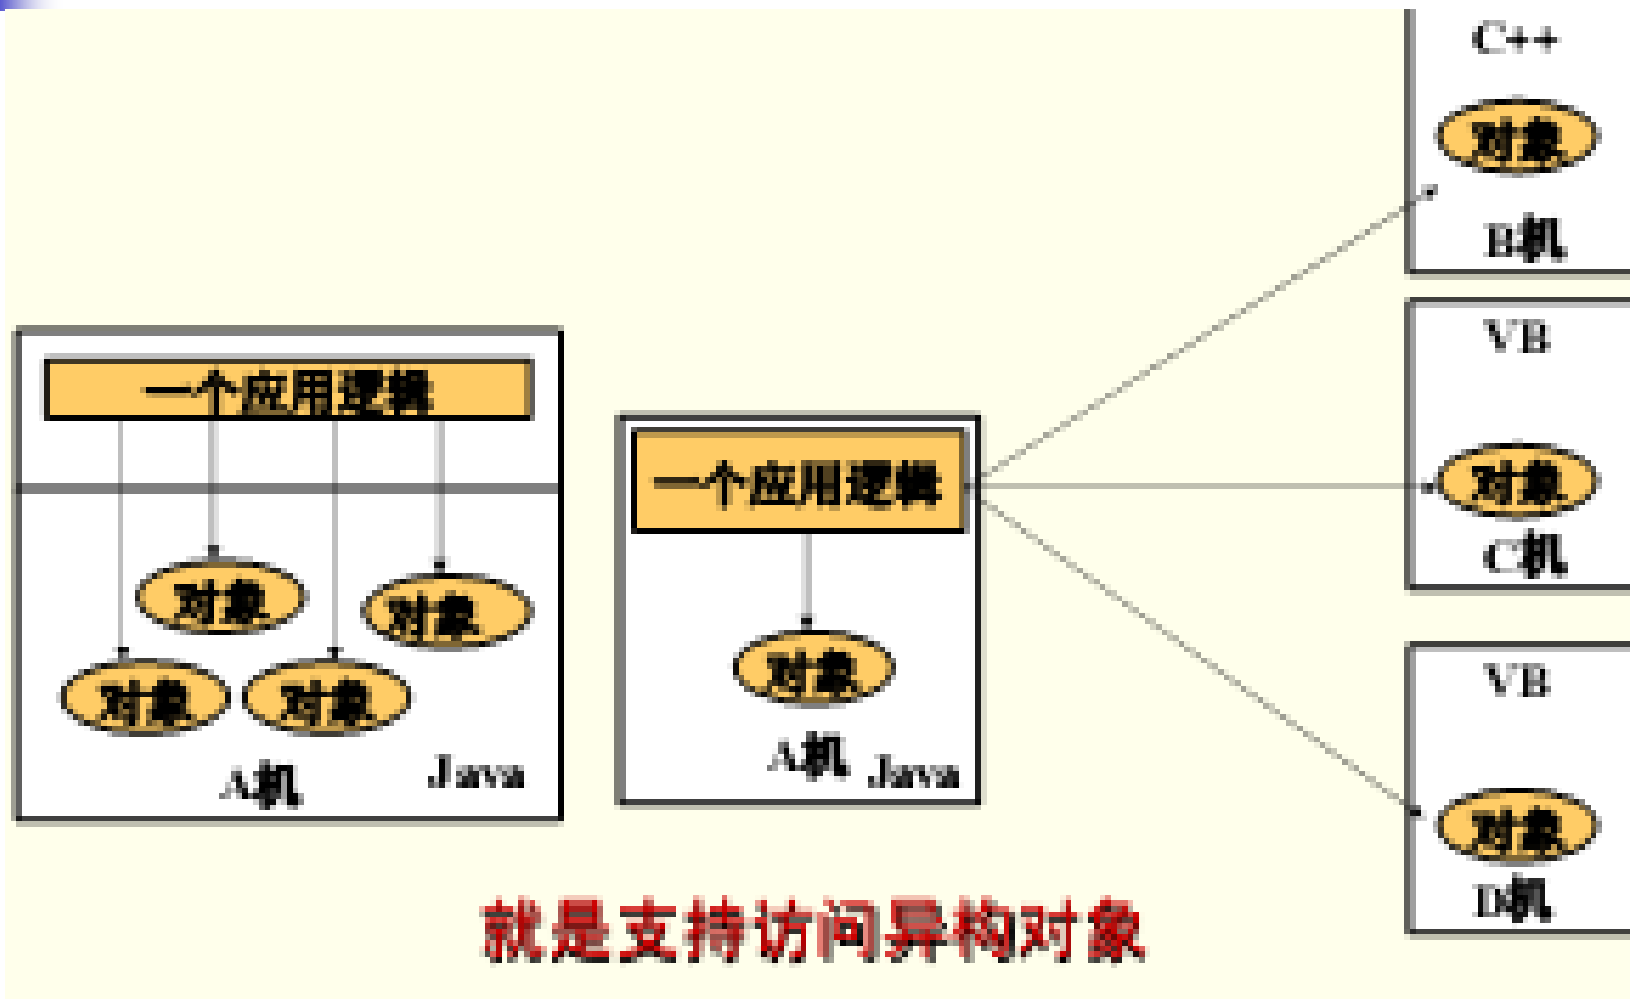 一个应用逻辑
对象
对象
对象
对象
A机
Java
一个应用逻辑
对象
A机
Java
C++
对象
B机
VB
对象
C机
VB
对象
D机
就是支持访问异构对象